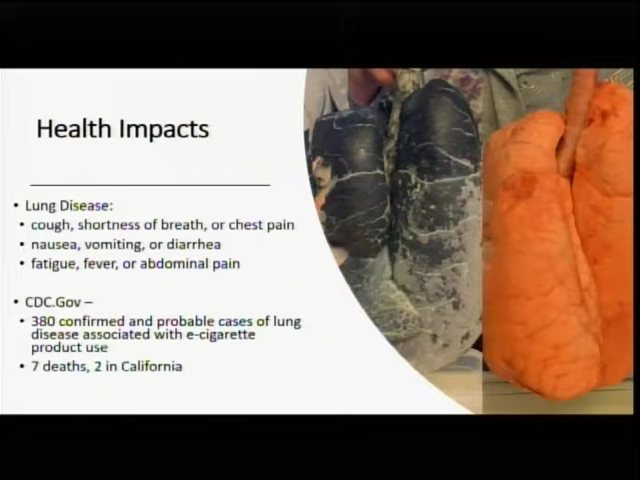 Health Impacts
• Lung Disease:
• cough, shortness of breath, or chest pain
• nausea, vomiting, or diarrhea
• fatigue, fever, or abdominal pain
• CDC.Gov –
• 380 confirmed and probable cases of lung
disease associated with e-cigarette
product use
• 7 deaths, 2 in California